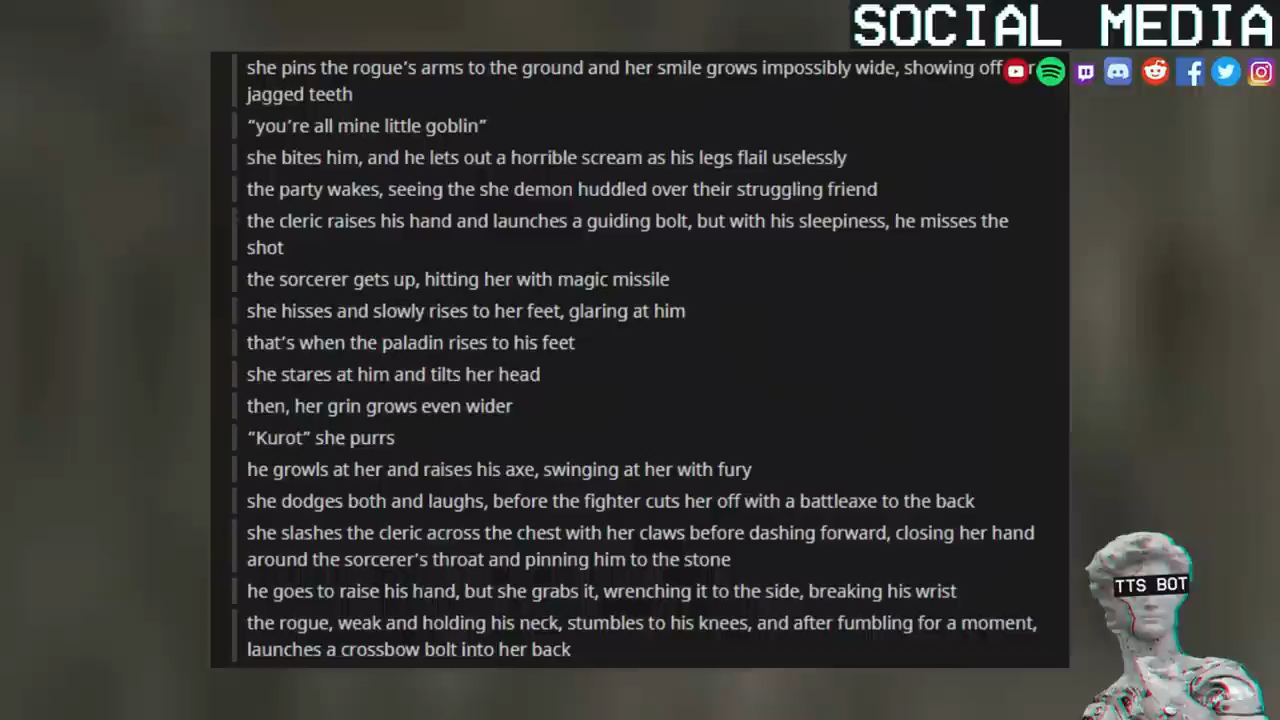 SOCIAL MEDIA
she pins the rogue’s arms to the ground and her smile grows impossibly wide, showing off
jagged teeth
“you’re all mine little goblin”
she bites him, and he lets out a horrible scream as his legs flail uselessly
the party wakes, seeing the she demon huddled over their struggling friend
the cleric raises his hand and launches a guiding bolt, but with his sleepiness, he misses the
shot
the sorcerer gets up, hitting her with magic missile
she hisses and slowly rises to her feet, glaring at him
that’s when the paladin rises to his feet
she stares at him and tilts her head
then, her grin grows even wider
“Kurot” she purrs
he growls at her and raises his axe, swinging at her with fury
she dodges both and laughs, before the fighter cuts her off with a battleaxe to the back
she slashes the cleric across the chest with her claws before dashing forward, closing her hand
around the sorcerer’s throat and pinning him to the stone
he goes to raise his hand, but she grabs it, wrenching it to the side, breaking his wrist
the rogue, weak and holding his neck, stumbles to his knees, and after fumbling for a moment,
launches a crossbow bolt into her back
TTS BOT